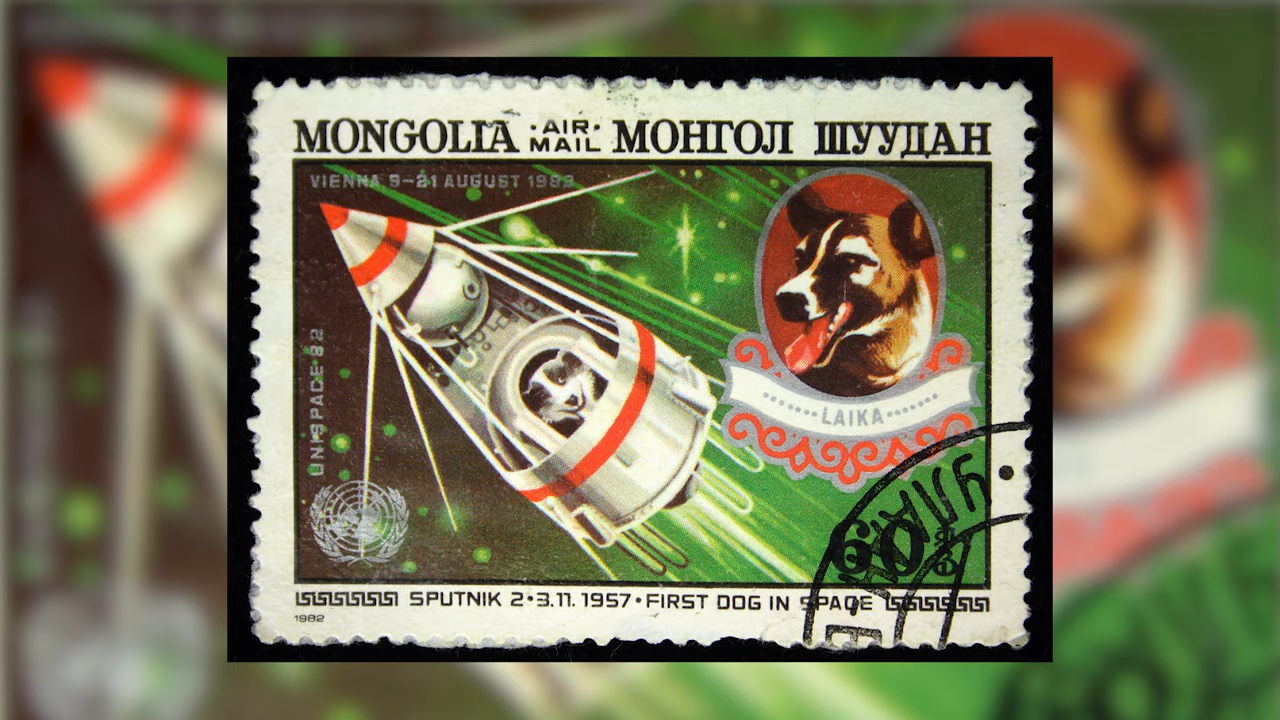 MONGOLIA ·AIR· MAIL МОНГОЛ ШУУДАН
VIENNA 9-21 AUGUST 1982
UNISPACE 82
LAIKA
60
SPUTNIK 2·3.11.1957·FIRST DOG IN SPACE
1982